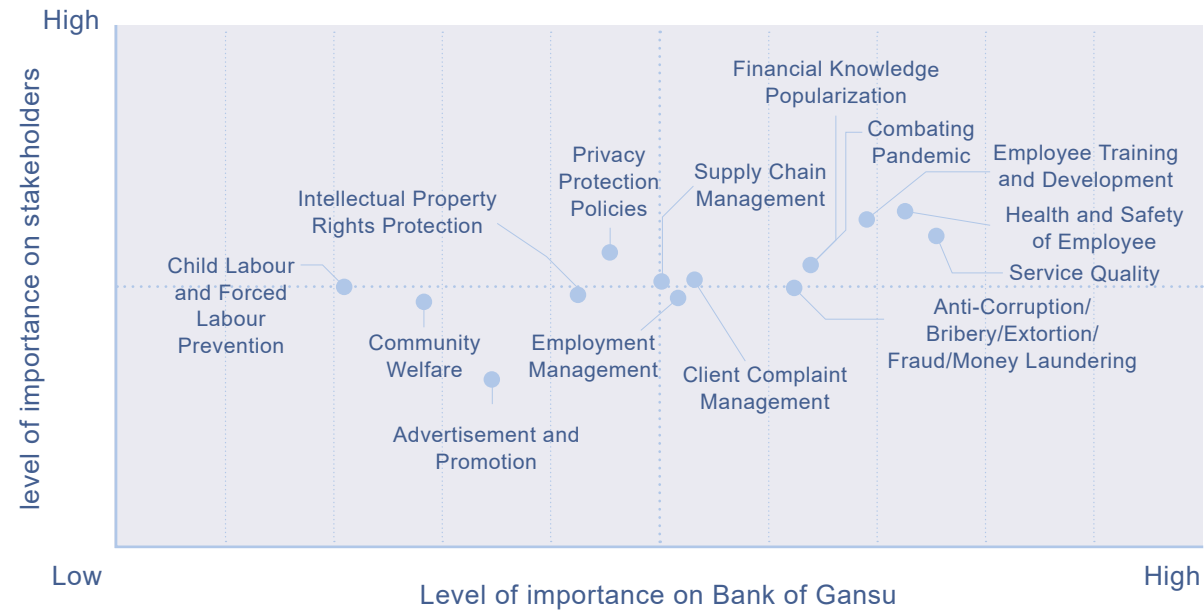 High
level of importance on stakeholders
Financial Knowledge
Popularization
Combating
Pandemic
Employee Training
and Development
Privacy
Protection
Policies
Supply Chain
Management
Intellectual Property
Rights Protection
Health and Safety
of Employee
Child Labour
and Forced
Labour
Prevention
Service Quality
Anti-Corruption/
Bribery/Extortion/
Fraud/Money Laundering
Community
Welfare
Employment
Management
Client Complaint
Management
Advertisement and
Promotion
Low
High
Level of importance on Bank of Gansu